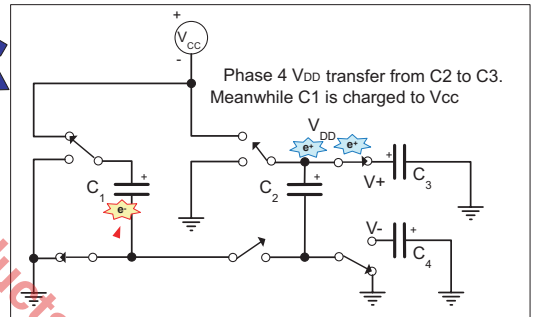 +
VCC
-
Phase 4 VDD transfer from C2 to C3.
Meanwhile C1 is charged to Vcc
VDD
e+
e+
+
C1
e-
+
C2
V+
+
C3
V-
+
C4
ucts